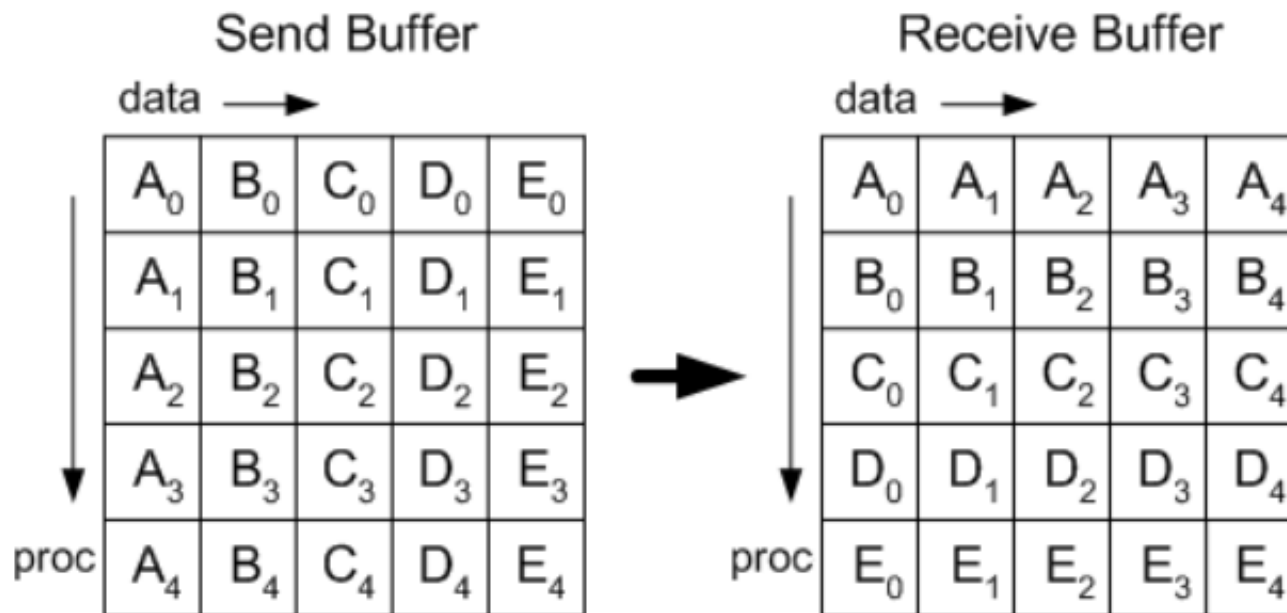 Send Buffer Receive Buffer
data data
A₀ B₀ C₀ D₀ E₀ A₀ A₁ A₂ A₃ A₄
A₁ B₁ C₁ D₁ E₁ B₀ B₁ B₂ B₃ B₄
A₂ B₂ C₂ D₂ E₂ C₀ C₁ C₂ C₃ C₄
A₃ B₃ C₃ D₃ E₃ D₀ D₁ D₂ D₃ D₄
proc A₄ B₄ C₄ D₄ E₄ proc E₀ E₁ E₂ E₃ E₄